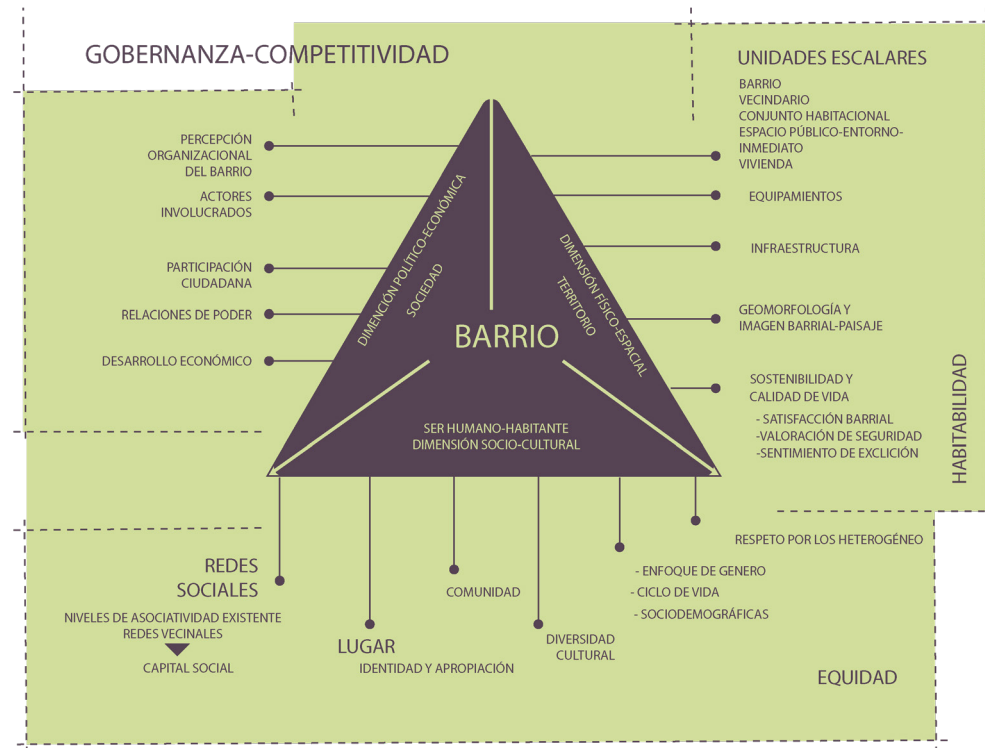 GOBERNANZA-COMPETITIVIDAD
PERCEPCIÓN
ORGANIZACIONAL
DEL BARRIO
ACTORES
INVOLUCRADOS
PARTICIPACIÓN
CIUDADANA
RELACIONES DE PODER
DESARROLLO ECONÓMICO
DIMENCIÓN POLÍTICO-ECONÓMICA
SOCIEDAD
BARRIO
DIMENSIÓN FÍSICO-ESPACIAL
TERRITORIO
SER HUMANO-HABITANTE
DIMENSIÓN SOCIO-CULTURAL
UNIDADES ESCALARES
BARRIO
VECINDARIO
CONJUNTO HABITACIONAL
ESPACIO PÚBLICO-ENTORNO-
INMEDIATO
VIVIENDA
EQUIPAMIENTOS
INFRAESTRUCTURA
GEOMORFOLOGÍA Y
IMAGEN BARRIAL-PAISAJE
SOSTENIBILIDAD Y
CALIDAD DE VIDA
- SATISFACCIÓN BARRIAL
-VALORACIÓN DE SEGURIDAD
-SENTIMIENTO DE EXCLICIÓN
HABITABILIDAD
REDES
SOCIALES
NIVELES DE ASOCIATIVIDAD EXISTENTE
REDES VECINALES
CAPITAL SOCIAL
LUGAR
IDENTIDAD Y APROPIACIÓN
COMUNIDAD
DIVERSIDAD
CULTURAL
- ENFOQUE DE GENERO
- CICLO DE VIDA
- SOCIODEMOGRÁFICAS
RESPETO POR LOS HETEROGÉNEO
EQUIDAD